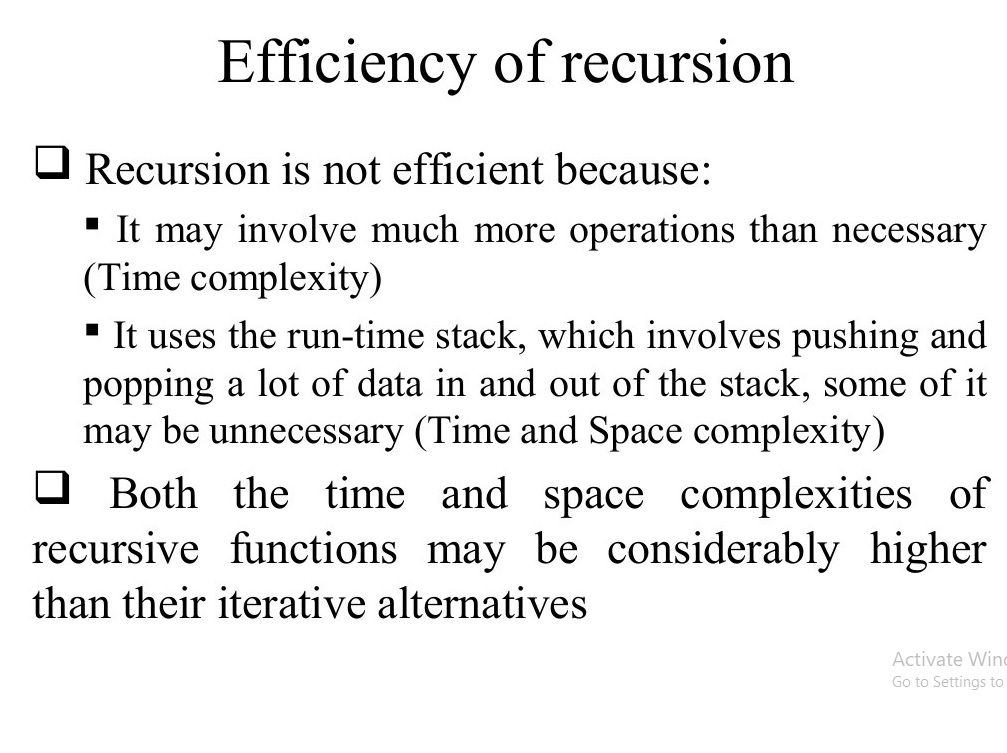 Efficiency of recursion
❑ Recursion is not efficient because:
▪ It may involve much more operations than necessary
(Time complexity)
▪ It uses the run-time stack, which involves pushing and
popping a lot of data in and out of the stack, some of it
may be unnecessary (Time and Space complexity)
❑ Both the time and space complexities of
recursive functions may be considerably higher
than their iterative alternatives
Activate Win
Go to Settings to